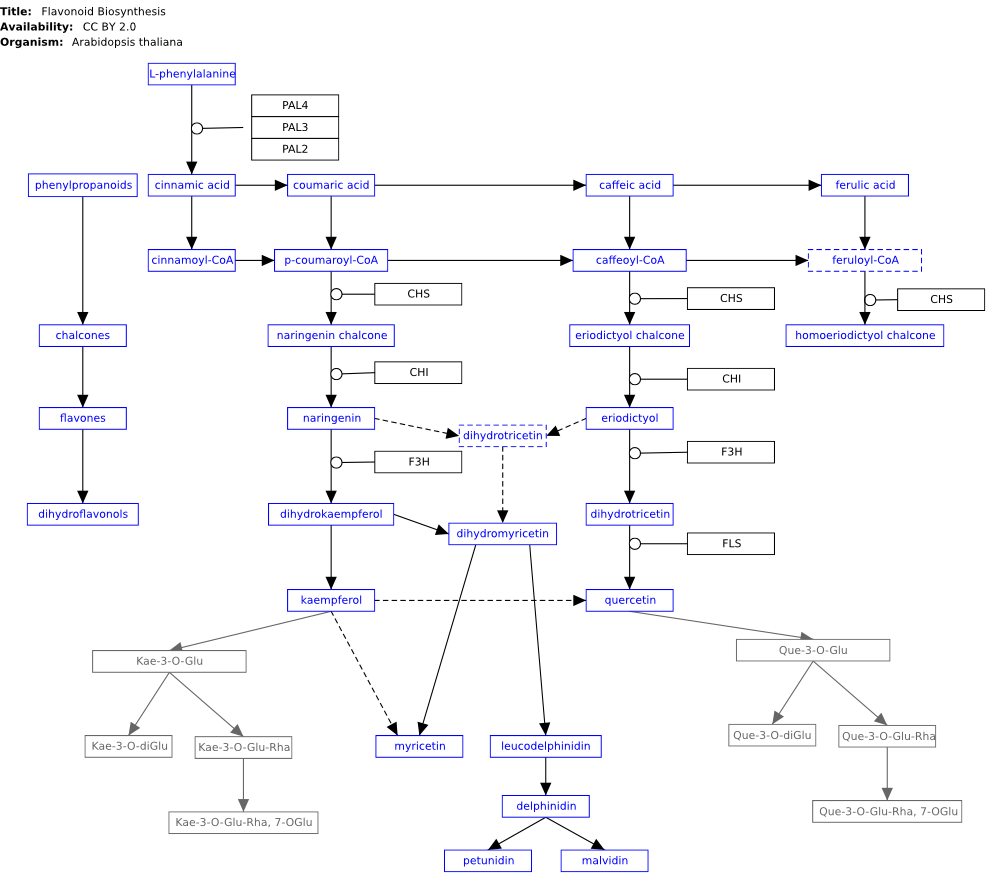 Title: Flavonoid Biosynthesis
Availability: CC BY 2.0
Organism: Arabidopsis thaliana
L-phenylalanine
PAL4
PAL3
PAL2
phenylpropanoids
cinnamic acid
coumaric acid
caffeic acid
ferulic acid
cinnamoyl-CoA
p-coumaroyl-CoA
caffeoyl-CoA
feruloyl-CoA
CHS
CHS
CHS
chalcones
naringenin chalcone
eriodictyol chalcone
homoeriodictyol chalcone
CHI
CHI
flavones
naringenin
eriodictyol
dihydrotricetin
F3H
F3H
dihydroflavonols
dihydrokaempferol
dihydrotricetin
dihydromyricetin
FLS
kaempferol
quercetin
Kae-3-O-Glu
Que-3-O-Glu
Kae-3-O-diGlu
Kae-3-O-Glu-Rha
myricetin
leucodelphinidin
Que-3-O-diGlu
Que-3-O-Glu-Rha
delphinidin
Kae-3-O-Glu-Rha, 7-OGlu
Que-3-O-Glu-Rha, 7-OGlu
petunidin
malvidin